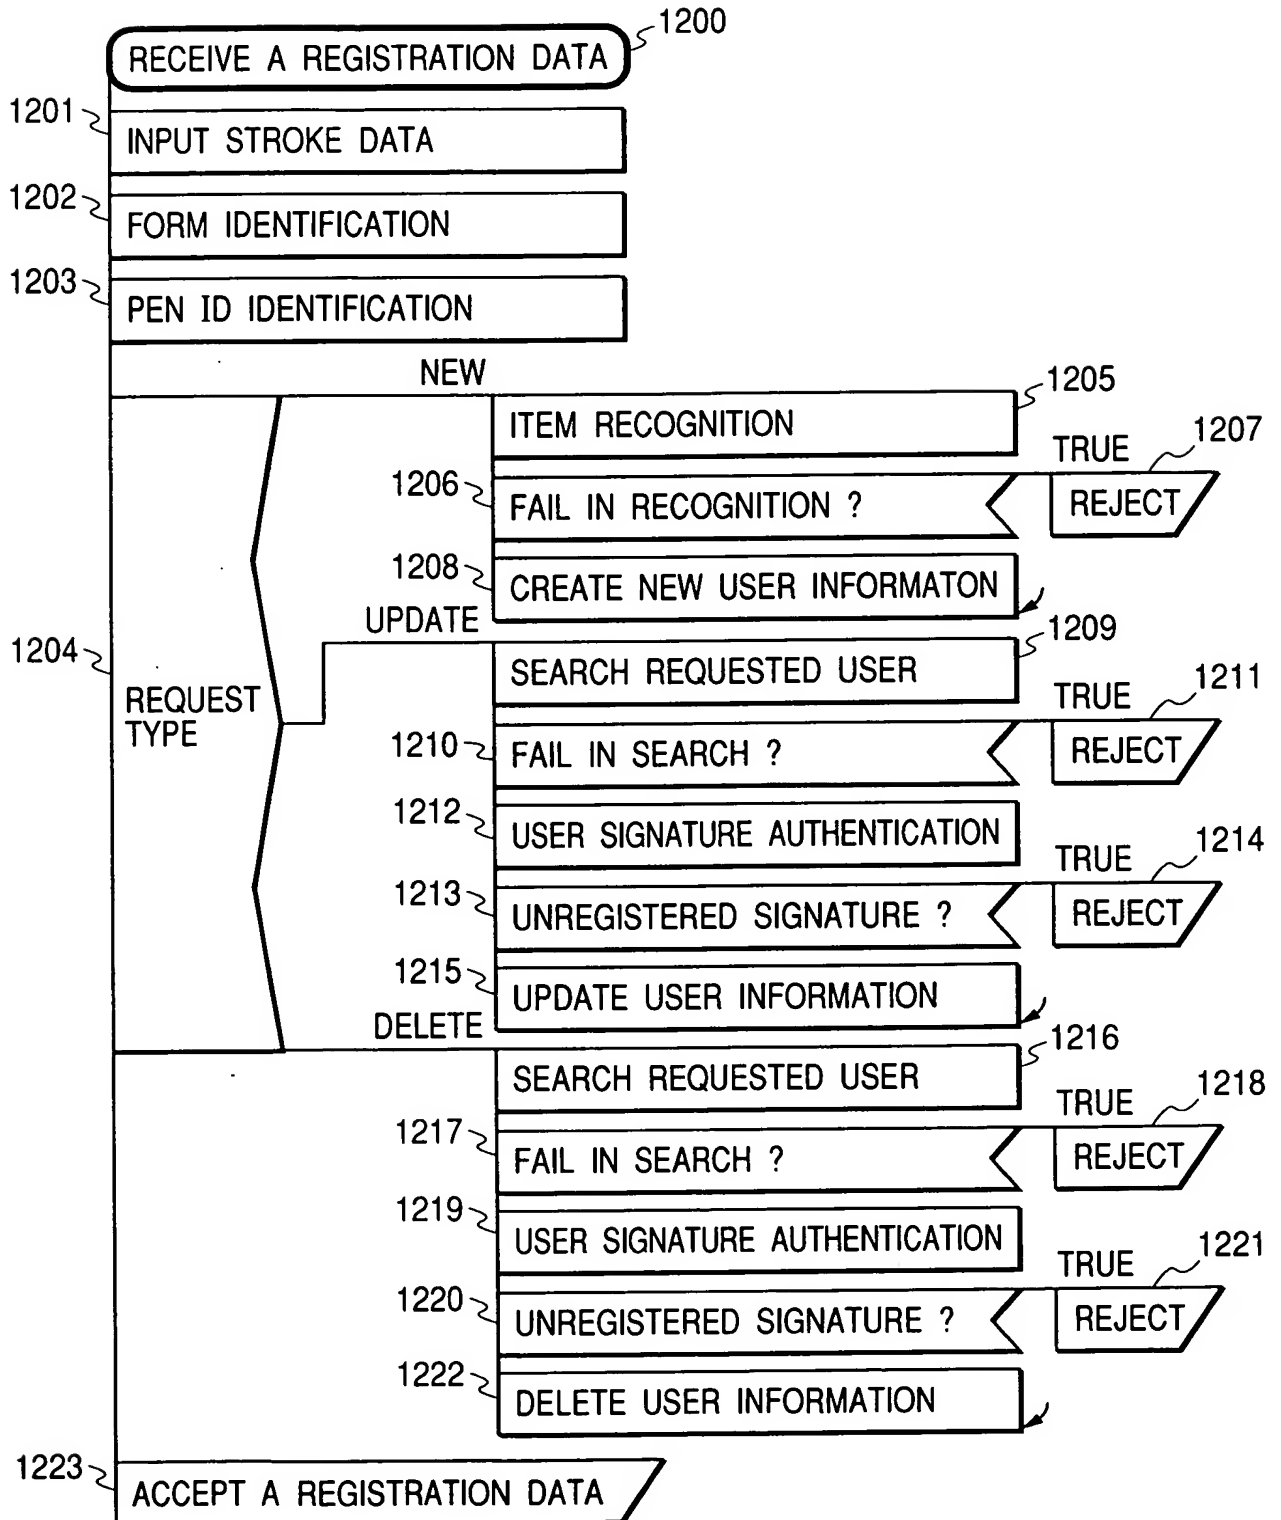 1200
RECEIVE A REGISTRATION DATA
1201
INPUT STROKE DATA
1202
FORM IDENTIFICATION
1203
PEN ID IDENTIFICATION
NEW
1205
ITEM RECOGNITION
TRUE
1207
1206
FAIL IN RECOGNITION ?
REJECT
1208
CREATE NEW USER INFORMATON
UPDATE
1204
REQUEST
TYPE
1209
SEARCH REQUESTED USER
TRUE
1211
1210
FAIL IN SEARCH ?
REJECT
1212
USER SIGNATURE AUTHENTICATION
TRUE
1214
1213
UNREGISTERED SIGNATURE ?
REJECT
1215
UPDATE USER INFORMATION
DELETE
1216
SEARCH REQUESTED USER
TRUE
1218
1217
FAIL IN SEARCH ?
REJECT
1219
USER SIGNATURE AUTHENTICATION
TRUE
1221
1220
UNREGISTERED SIGNATURE ?
REJECT
1222
DELETE USER INFORMATION
1223
ACCEPT A REGISTRATION DATA